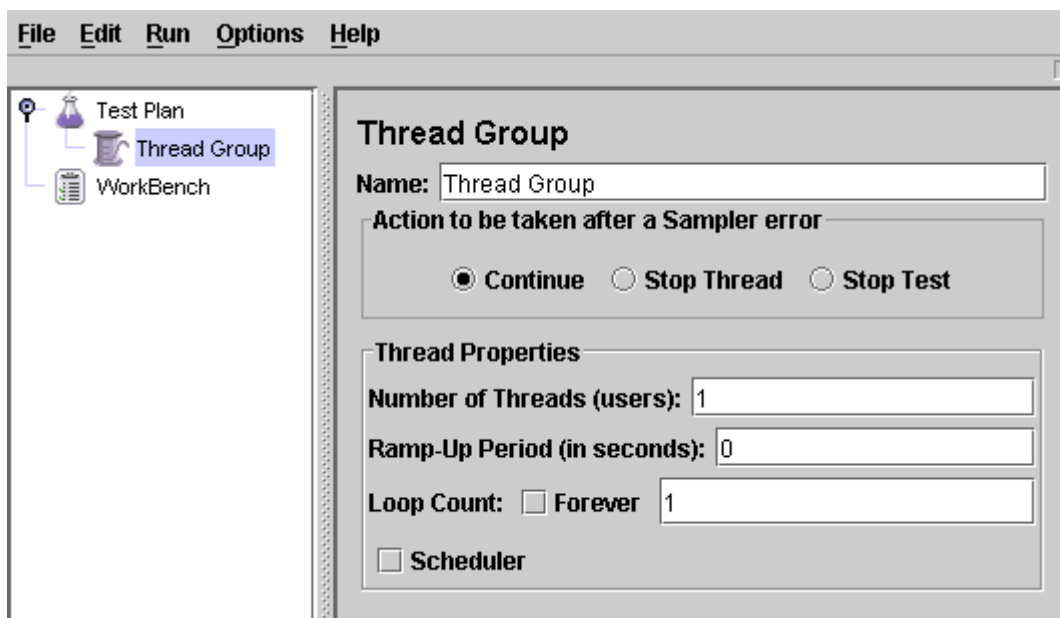 File Edit Run Options Help
Test Plan
Thread Group
WorkBench
Thread Group
Name: Thread Group
Action to be taken after a Sampler error
Continue Stop Thread Stop Test
Thread Properties
Number of Threads (users): 1
Ramp-Up Period (in seconds): 0
Loop Count: Forever 1
Scheduler